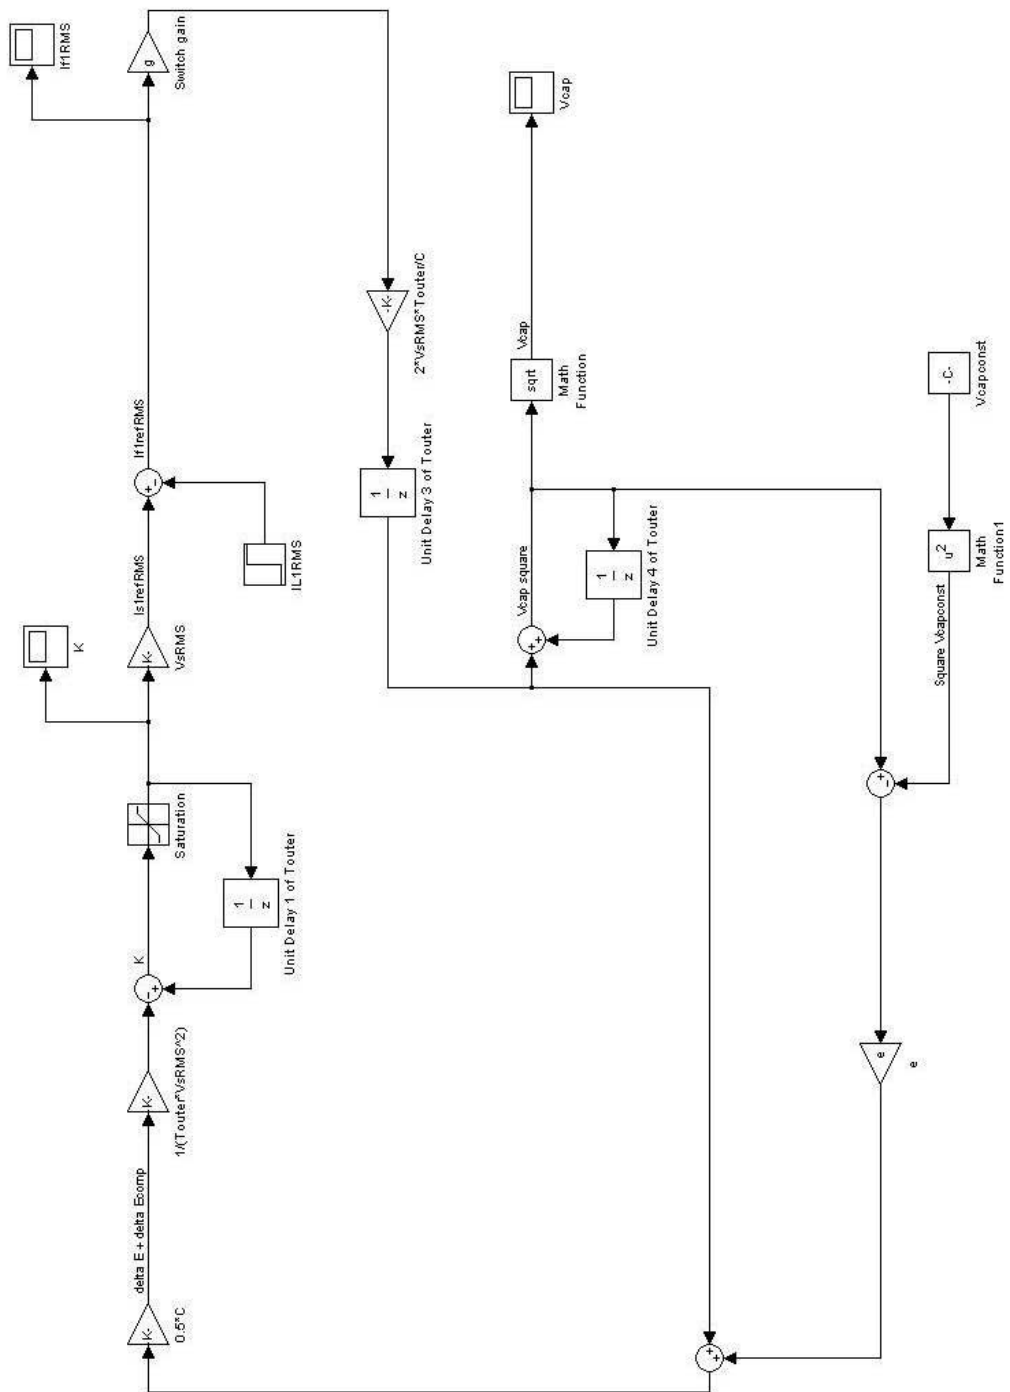 0.5*C
K-
delta E + delta Ecomp
1/(Touter*VsRMS^2)
K-
K
Unit Delay 1 of Touter
1
z
Saturation
K
VsRMS
K-
Is1refRMS
IL1RMS
If1refRMS
If1RMS
Switch gain
g
2*VsRMS*Touter/C
-K-
Unit Delay 3 of Touter
1
z
Vcap square
Unit Delay 4 of Touter
1
z
Vcap
sqrt
Math
Function
Vcap
-C-
Vcapconst
u2
Math
Function1
Square Vcapconst
e
e